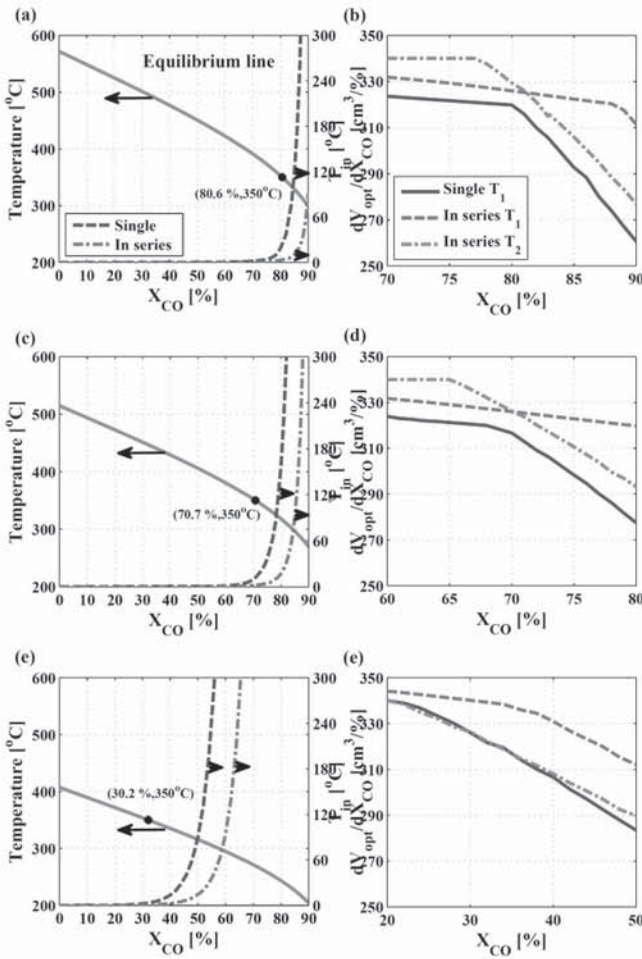 (a)
600
500
400
300
200
Temperature [°C]
Equilibrium line
(80.6 %,350°C)
Single
In series
0 10 20 30 40 50 60 70 80 90
X_CO [%]
300
240
180
120
60
0
T_in [°C]
(b)
dV_opt/dX_CO [cm³/%]
350
330
310
290
270
250
Single T_1
In series T_1
In series T_2
70 75 80 85 90
X_CO [%]
(c)
600
500
400
300
200
Temperature [°C]
(70.7 %,350°C)
0 10 20 30 40 50 60 70 80 90
X_CO [%]
300
240
180
120
60
0
T_in [°C]
(d)
dV_opt/dX_CO [cm³/%]
350
330
310
290
270
250
60 65 70 75 80
X_CO [%]
(e)
600
500
400
300
200
Temperature [°C]
(30.2 %,350°C)
0 10 20 30 40 50 60 70 80 90
X_CO [%]
300
240
180
120
60
0
T_in [°C]
(e)
dV_opt/dX_CO [cm³/%]
350
330
310
290
270
250
20 30 40 50
X_CO [%]